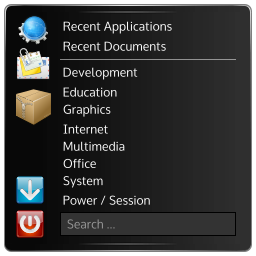 Recent Applications
Recent Documents
Development
Education
Graphics
Internet
Multimedia
Office
System
Power / Session
Search ...